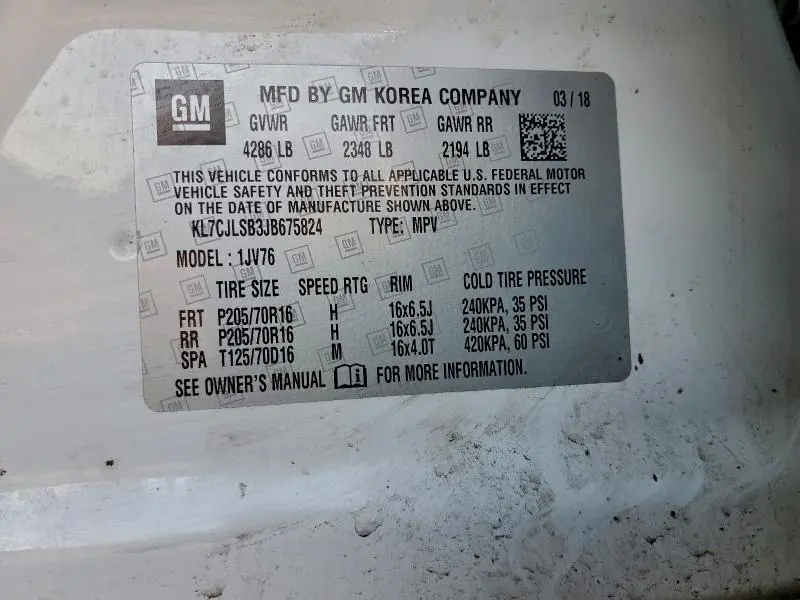 GM MFD BY GM KOREA COMPANY 03 / 18
GVWR GAWR FRT GAWR RR
4286 LB 2348 LB 2194 LB
THIS VEHICLE CONFORMS TO ALL APPLICABLE U.S. FEDERAL MOTOR
VEHICLE SAFETY AND THEFT PREVENTION STANDARDS IN EFFECT
ON THE DATE OF MANUFACTURE SHOWN ABOVE.
KL7CJLSB3JB675824 TYPE: MPV
MODEL : 1JV76
TIRE SIZE SPEED RTG RIM COLD TIRE PRESSURE
FRT P205/70R16 H 16x6.5J 240KPA, 35 PSI
RR P205/70R16 H 16x6.5J 240KPA, 35 PSI
SPA T125/70D16 M 16x4.0T 420KPA, 60 PSI
SEE OWNER'S MANUAL FOR MORE INFORMATION.